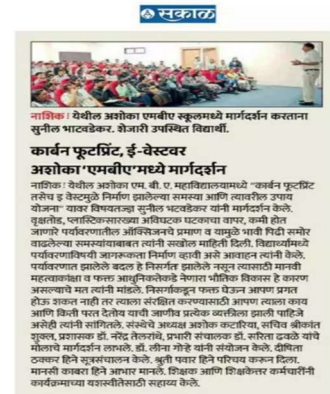 सकाळ
नाशिक: येथील अशोका एमबीए स्कूलमध्ये मार्गदर्शन करताना
सुनील भाटवडेकर. शेजारी उपस्थित विद्यार्थी.
कार्बन फूटप्रिंट, ई-वेस्टवर
अशोका 'एमबीए'मध्ये मार्गदर्शन
नाशिक: येथील अशोका एम. बी. ए. महाविद्यालयामध्ये "कार्बन फूटप्रिंट
तसेच इ वेस्टमुळे निर्माण झालेल्या समस्या आणि त्यावरील उपाय
योजना" यावर विषयतज्ज्ञ सुनील भटवडेकर यांनी मार्गदर्शन केले.
वृक्षतोड, प्लास्टिकसारख्या अविघटक घटकाचा वापर, कमी होत
जाणारे पर्यावरणातील ऑक्सिजनचे प्रमाण व यामुळे भावी पिढी समोर
वाढलेल्या समस्यांयाबाबत त्यांनी सखोल माहिती दिली. विद्यार्थ्यांमध्ये
पर्यावरणाविषयी जागरूकता निर्माण व्हावी असे आवाहन त्यांनी केले.
पर्यावरणात झालेले बदल हे निसर्गतः झालेले नसून त्यासाठी मानवी
महत्वाकांक्षा व फक्त आधुनिकतेकडे नेणारा भौतिक विकास हे कारण
असल्याचे मत त्यांनी मांडले. निसर्गाकडून फक्त घेऊन आपण प्रगत
होऊ शकत नाही तर त्याला संरक्षित करण्यासाठी आपण त्याला काय
आणि किती परत देतोय याची जाणीव प्रत्येक व्यक्तीला झाली पाहिजे
असेही त्यांनी सांगितले. संस्थेचे अध्यक्ष अशोक कटारिया, सचिव श्रीकांत
शुक्ल, प्रशासक डॉ. नरेंद्र तेलरांधे, प्रभारी संचालक डॉ. सरिता ढवळे यांचे
मोलाचे मार्गदर्शन लाभले. डॉ. लीना गोऱ्हे यांनी संयोजन केले. दीपिता
ठक्कर हिने सूत्रसंचालन केले. श्रुती पवार हिने परिचय करून दिला.
मानसी काबरा हिने आभार मानले. शिक्षक आणि शिक्षकेत्तर कर्मचारींनी
कार्यक्रमाच्या यशस्वीतेसाठी सहाय्य केले.